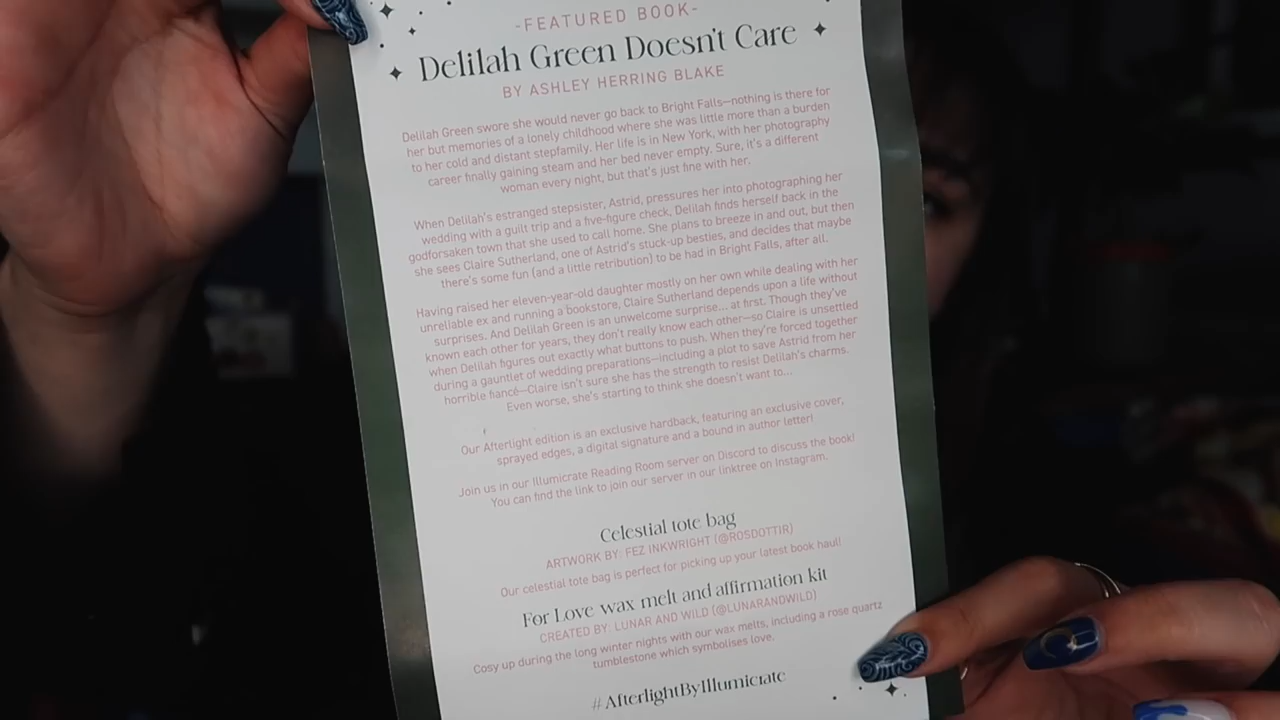 -FEATURED BOOK-
Delilah Green Doesn't Care
BY ASHLEY HERRING BLAKE
Delilah Green swore she would never go back to Bright Falls—nothing is there for
her but memories of a lonely childhood where she was little more than a burden
to her cold and distant stepfamily. Her life is in New York, with her photography
career finally gaining steam and her bed never empty. Sure, it's a different
woman every night, but that's just fine with her.
When Delilah's estranged stepsister, Astrid, pressures her into photographing her
wedding with a guilt trip and a five-figure check, Delilah finds herself back in the
godforsaken town that she used to call home. She plans to breeze in and out, but then
she sees Claire Sutherland, one of Astrid's stuck-up besties, and decides that maybe
there's some fun (and a little retribution) to be had in Bright Falls, after all.
Having raised her eleven-year-old daughter mostly on her own while dealing with her
unreliable ex and running a bookstore, Claire Sutherland depends upon a life without
surprises. And Delilah Green is an unwelcome surprise... at first. Though they've
known each other for years, they don't really know each other—so Claire is unsettled
when Delilah figures out exactly what buttons to push. When they're forced together
during a gauntlet of wedding preparations—including a plot to save Astrid from her
horrible fiancé—Claire isn't sure she has the strength to resist Delilah's charms.
Even worse, she's starting to think she doesn't want to...
Our Afterlight edition is an exclusive hardback, featuring an exclusive cover,
sprayed edges, a digital signature and a bound in author letter!
Join us in our Illumicrate Reading Room server on Discord to discuss the book!
You can find the link to join our server in our linktree on Instagram.
Celestial tote bag
ARTWORK BY: FEZ INKWRIGHT (@ROSDOTTIR)
Our celestial tote bag is perfect for picking up your latest book haul!
For Love wax melt and affirmation kit
CREATED BY: LUNAR AND WILD (@LUNARANDWILD)
Cosy up during the long winter nights with our wax melts, including a rose quartz
tumblestone which symbolises love.
#AfterlightByIllumicrate